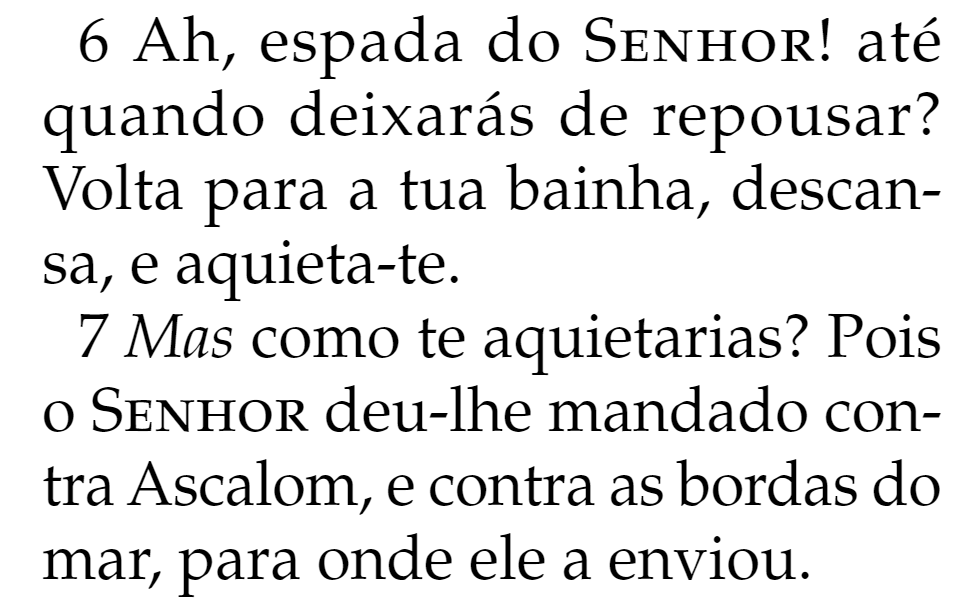 6 Ah, espada do SENHOR! até
quando deixarás de repousar?
Volta para a tua bainha, descan-
sa, e aquieta-te.
7 Mas como te aquietarias? Pois
o SENHOR deu-lhe mandado con-
tra Ascalom, e contra as bordas do
mar, para onde ele a enviou.